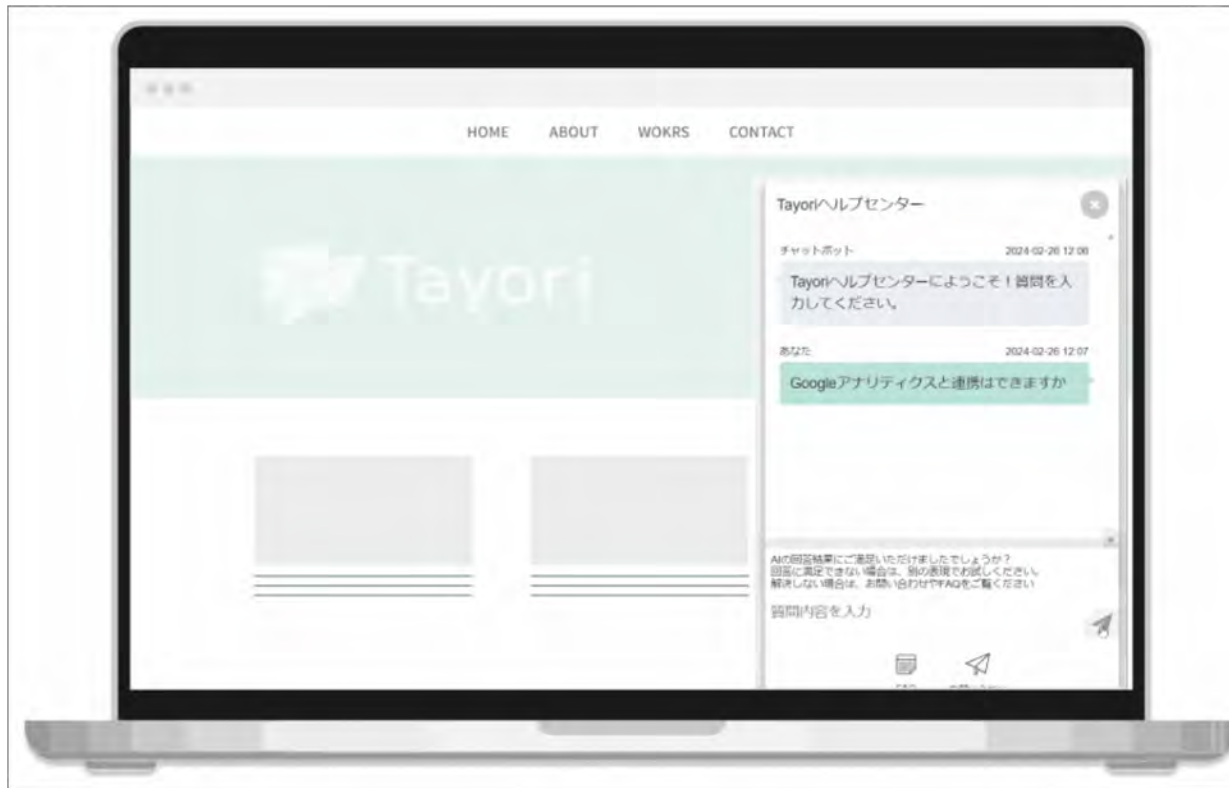 HOME ABOUT WOKRS CONTACT
Tayori
Tayoriヘルプセンター
チャットボット 2024-02-26 12:06
Tayoriヘルプセンターにようこそ！質問を入
力してください。
あなた 2024-02-26 12:07
Googleアナリティクスと連携はできますか
AIの回答結果にご満足いただけましたでしょうか？
回答に満足できない場合は、別の表現でお試しください。
解決しない場合は、お問い合わせやFAQをご覧ください
質問内容を入力